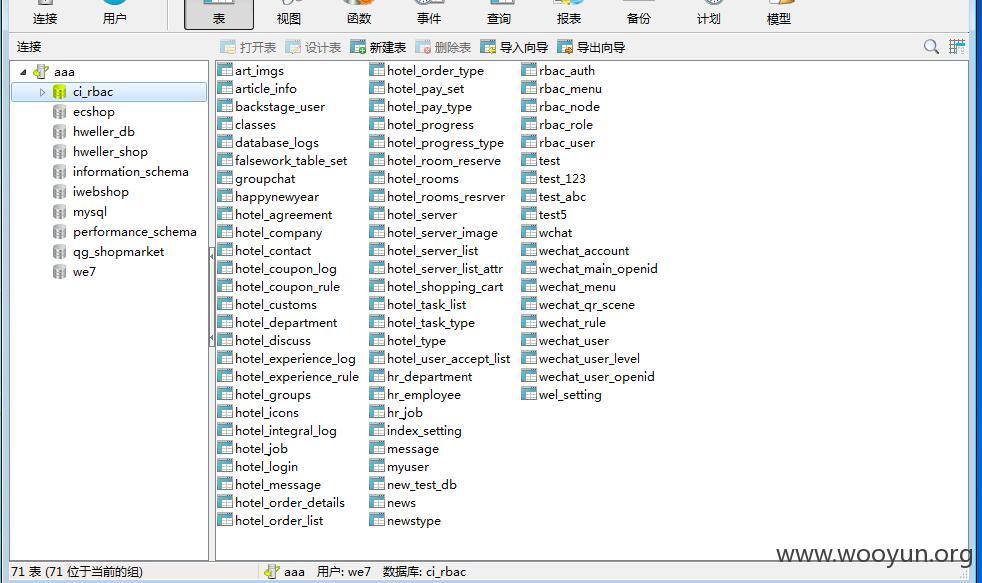 连接 用户 表 视图 函数 事件 查询 报表 备份 计划 模型
连接 打开表 设计表 新建表 删除表 导入向导 导出向导
aaa
ci_rbac
ecshop
hweller_db
hweller_shop
information_schema
iwebshop
mysql
performance_schema
qg_shopmarket
we7
art_imgs
article_info
backstage_user
classes
database_logs
falsework_table_set
groupchat
happynewyear
hotel_agreement
hotel_company
hotel_contact
hotel_coupon_log
hotel_coupon_rule
hotel_customs
hotel_department
hotel_discuss
hotel_experience_log
hotel_experience_rule
hotel_groups
hotel_icons
hotel_integral_log
hotel_job
hotel_login
hotel_message
hotel_order_details
hotel_order_list
hotel_order_type
hotel_pay_set
hotel_pay_type
hotel_progress
hotel_progress_type
hotel_room_reserve
hotel_rooms
hotel_rooms_resrver
hotel_server
hotel_server_image
hotel_server_list
hotel_server_list_attr
hotel_shopping_cart
hotel_task_list
hotel_task_type
hotel_type
hotel_user_accept_list
hr_department
hr_employee
hr_job
index_setting
message
myuser
new_test_db
news
newstype
rbac_auth
rbac_menu
rbac_node
rbac_role
rbac_user
test
test_123
test_abc
test5
wchat
wechat_account
wechat_main_openid
wechat_menu
wechat_qr_scene
wechat_rule
wechat_user
wechat_user_level
wechat_user_openid
wel_setting
www.wooyun.org
71 表 (71 位于当前的组) aaa 用户: we7 数据库: ci_rbac